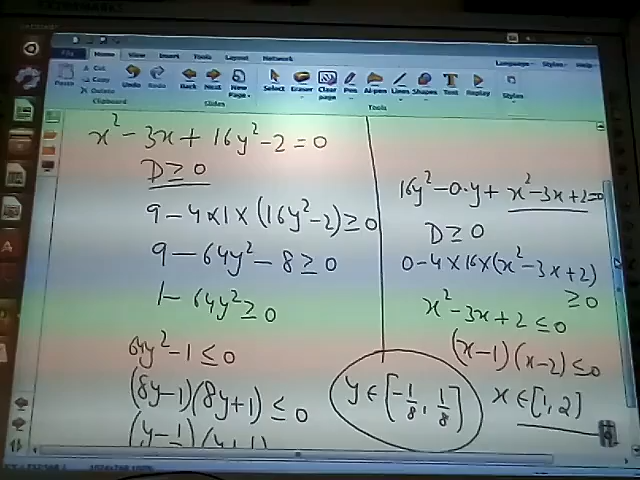 Home View Insert Tools Layout Network
Language Styles Help
Paste
Cut
Copy
Delete
Clipboard
Undo Redo
Back Next New Page
Slides
Select Eraser Clear page Pen Lines Shapes Text Replay
Tools
Styles
x² - 3x + 16y² - 2 = 0
D ≥ 0
9 - 4 × 1 × (16y² - 2) ≥ 0
9 - 64y² - 8 ≥ 0
1 - 64y² ≥ 0
64y² - 1 ≤ 0
(8y - 1)(8y + 1) ≤ 0
16y² - 0·y + x² - 3x + 2 = 0
D ≥ 0
0 - 4 × 16 × (x² - 3x + 2)
≥ 0
x² - 3x + 2 ≤ 0
(x - 1)(x - 2) ≤ 0
y ∈ [-1/8, 1/8]
x ∈ [1, 2]